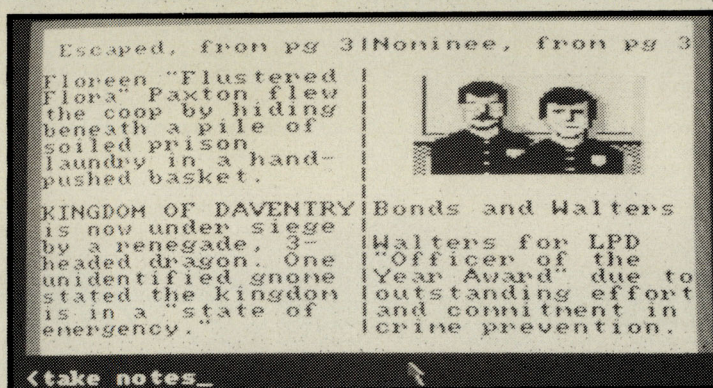 Escaped, from pg 3
Floreen "Flustered
Flora" Paxton flew
the coop by hiding
beneath a pile of
soiled prison
laundry in a hand-
pushed basket.
KINGDOM OF DAVENTRY
is now under siege
by a renegade, 3-
headed dragon. One
unidentified gnome
stated the kingdom
is in a "state of
emergency."
Nominee, from pg 3
Bonds and Walters
Walters for LPD
"Officer of the
Year Award" due to
outstanding effort
and commitment in
crime prevention.
<take notes_